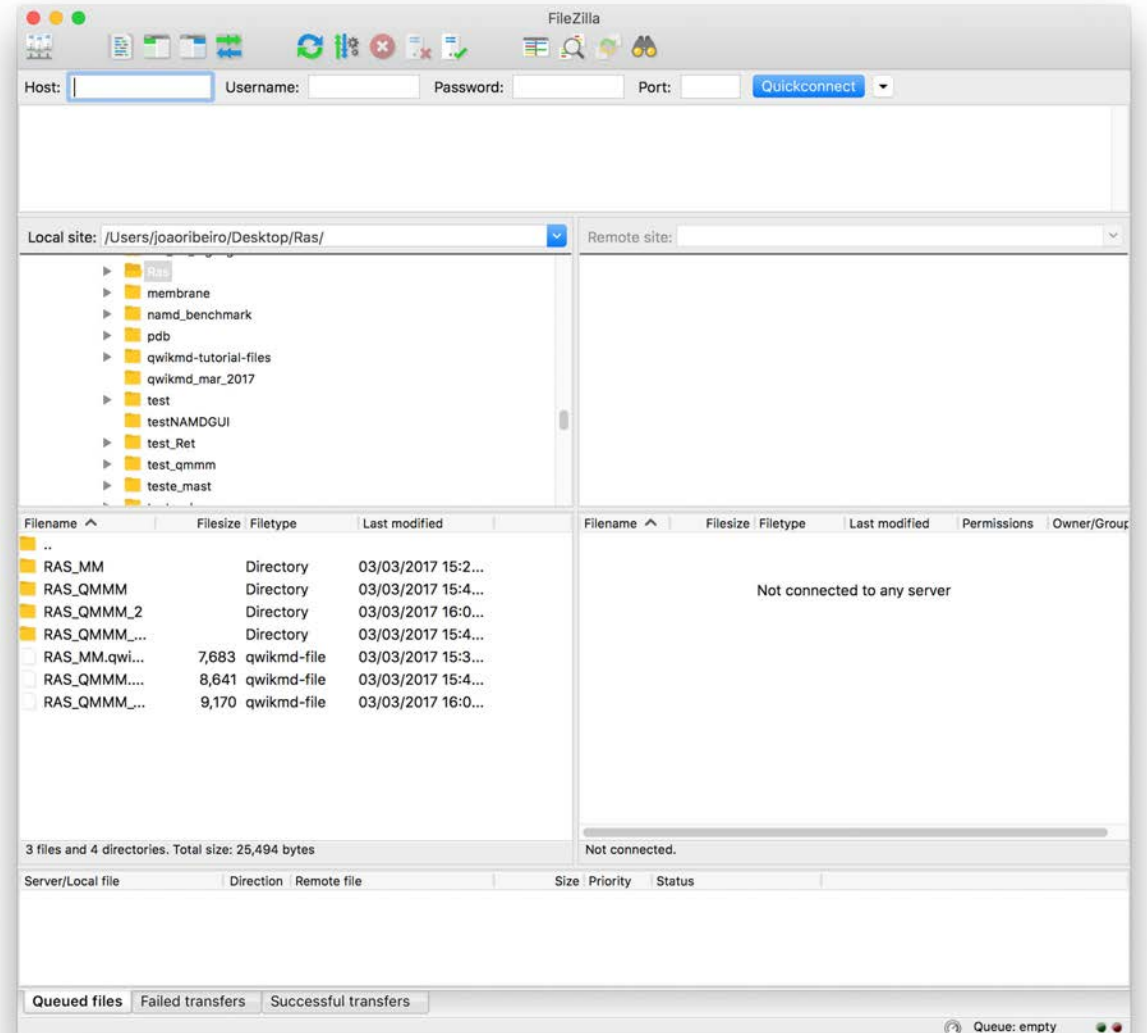 FileZilla
Host: Username: Password: Port: Quickconnect
Local site: /Users/joaoribeiro/Desktop/Ras/
Remote site:
Ras
membrane
namd_benchmark
pdb
qwikmd-tutorial-files
qwikmd_mar_2017
test
testNAMDGUI
test_Ret
test_qmmm
teste_mast
Filename Filesize Filetype Last modified
..
RAS_MM Directory 03/03/2017 15:2...
RAS_QMMM Directory 03/03/2017 15:4...
RAS_QMMM_2 Directory 03/03/2017 16:0...
RAS_QMMM_... Directory 03/03/2017 15:4...
RAS_MM.qwi... 7,683 qwikmd-file 03/03/2017 15:3...
RAS_QMMM.... 8,641 qwikmd-file 03/03/2017 15:4...
RAS_QMMM_... 9,170 qwikmd-file 03/03/2017 16:0...
3 files and 4 directories. Total size: 25,494 bytes
Filename Filesize Filetype Last modified Permissions Owner/Group
Not connected to any server
Not connected.
Server/Local file Direction Remote file Size Priority Status
Queued files Failed transfers Successful transfers
Queue: empty